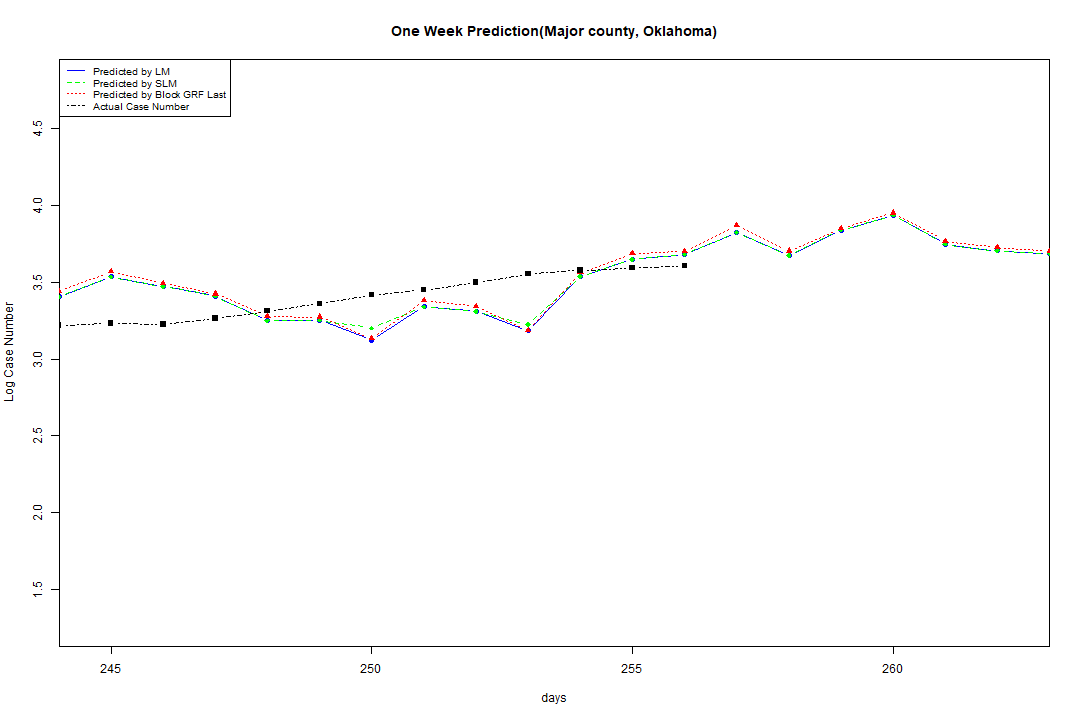 One Week Prediction(Major county, Oklahoma)
Predicted by LM
Predicted by SLM
Predicted by Block GRF Last
Actual Case Number
4.5
4.0
3.5
3.0
2.5
2.0
1.5
Log Case Number
245 250 255 260
days